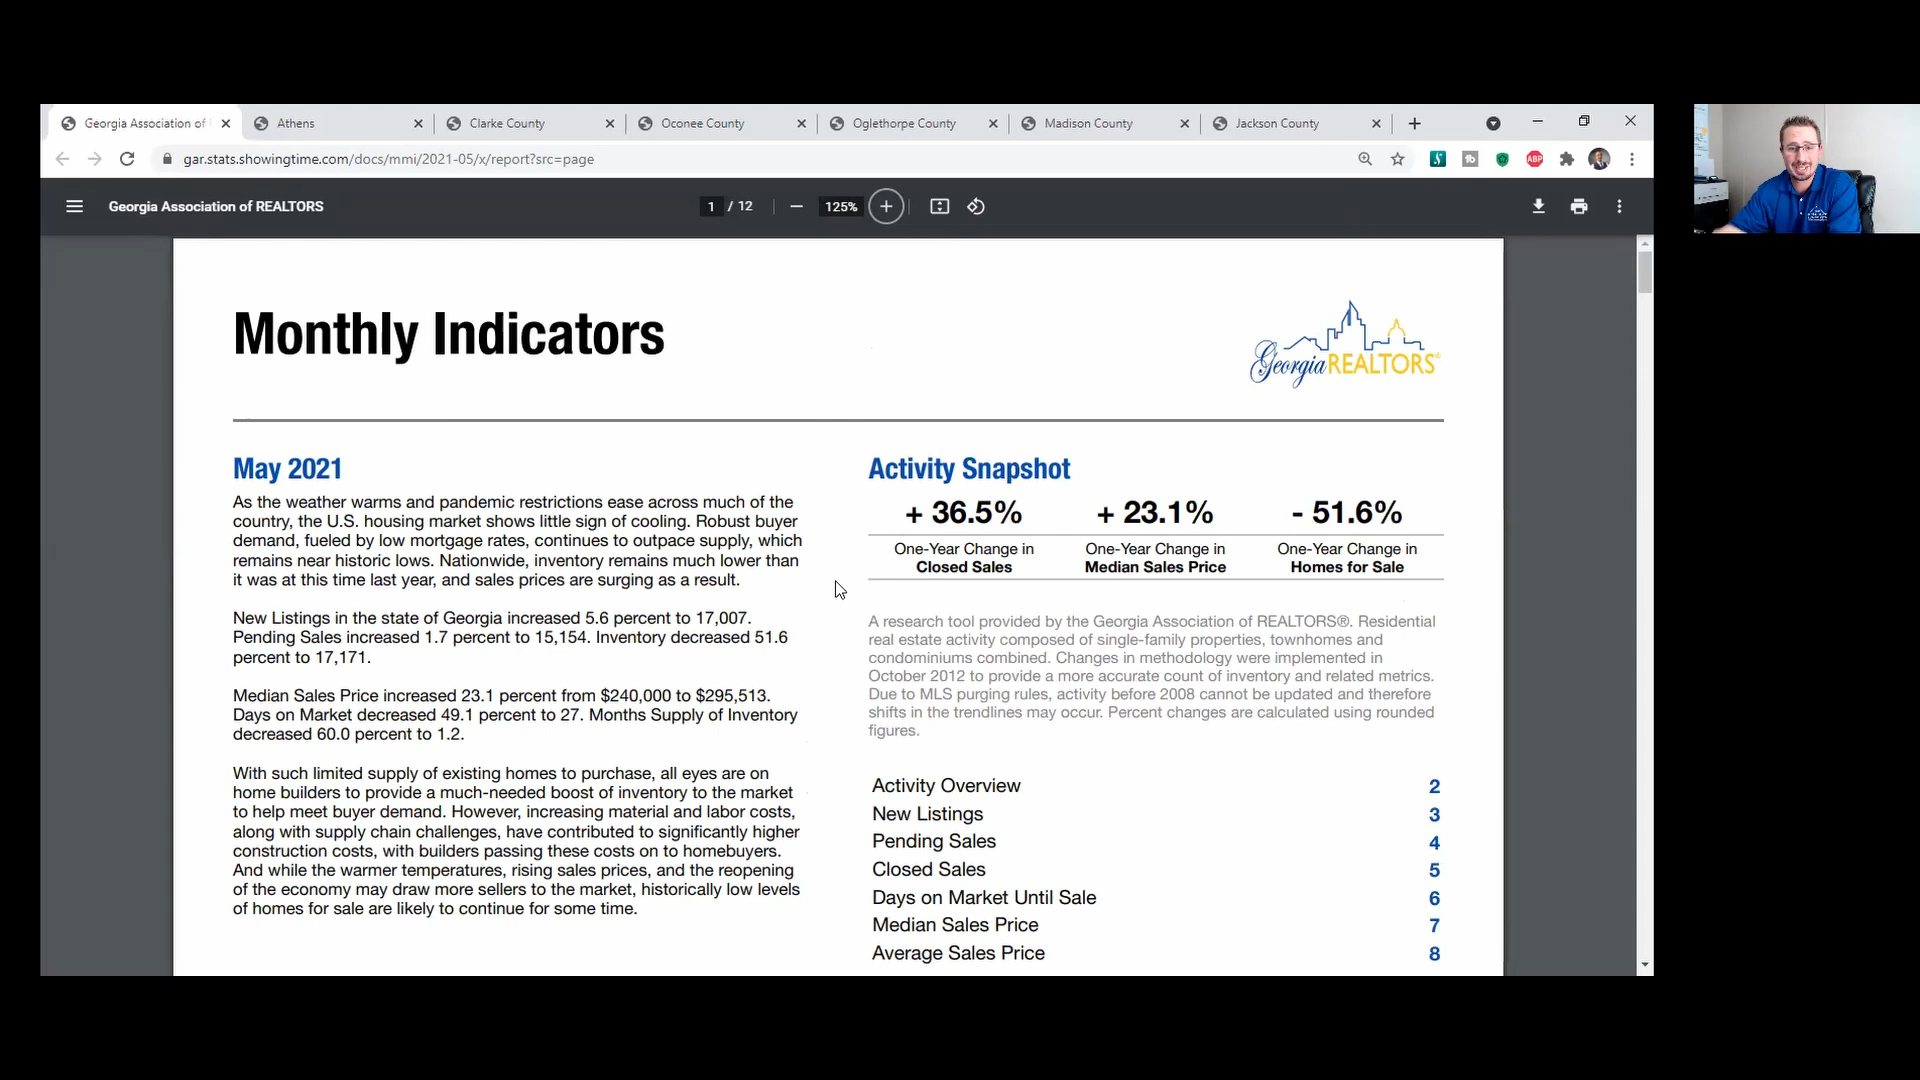 Georgia Association of
Athens
Clarke County
Oconee County
Oglethorpe County
Madison County
Jackson County
gar.stats.showingtime.com/docs/mmi/2021-05/x/report?src=page
ABP
Georgia Association of REALTORS
1 / 12
125%
Monthly Indicators
Georgia REALTORS®
May 2021
As the weather warms and pandemic restrictions ease across much of the
country, the U.S. housing market shows little sign of cooling. Robust buyer
demand, fueled by low mortgage rates, continues to outpace supply, which
remains near historic lows. Nationwide, inventory remains much lower than
it was at this time last year, and sales prices are surging as a result.
New Listings in the state of Georgia increased 5.6 percent to 17,007.
Pending Sales increased 1.7 percent to 15,154. Inventory decreased 51.6
percent to 17,171.
Median Sales Price increased 23.1 percent from $240,000 to $295,513.
Days on Market decreased 49.1 percent to 27. Months Supply of Inventory
decreased 60.0 percent to 1.2.
With such limited supply of existing homes to purchase, all eyes are on
home builders to provide a much-needed boost of inventory to the market
to help meet buyer demand. However, increasing material and labor costs,
along with supply chain challenges, have contributed to significantly higher
construction costs, with builders passing these costs on to homebuyers.
And while the warmer temperatures, rising sales prices, and the reopening
of the economy may draw more sellers to the market, historically low levels
of homes for sale are likely to continue for some time.
Activity Snapshot
+ 36.5% + 23.1% - 51.6%
One-Year Change in One-Year Change in One-Year Change in
Closed Sales Median Sales Price Homes for Sale
A research tool provided by the Georgia Association of REALTORS®. Residential
real estate activity composed of single-family properties, townhomes and
condominiums combined. Changes in methodology were implemented in
October 2012 to provide a more accurate count of inventory and related metrics.
Due to MLS purging rules, activity before 2008 cannot be updated and therefore
shifts in the trendlines may occur. Percent changes are calculated using rounded
figures.
Activity Overview 2
New Listings 3
Pending Sales 4
Closed Sales 5
Days on Market Until Sale 6
Median Sales Price 7
Average Sales Price 8